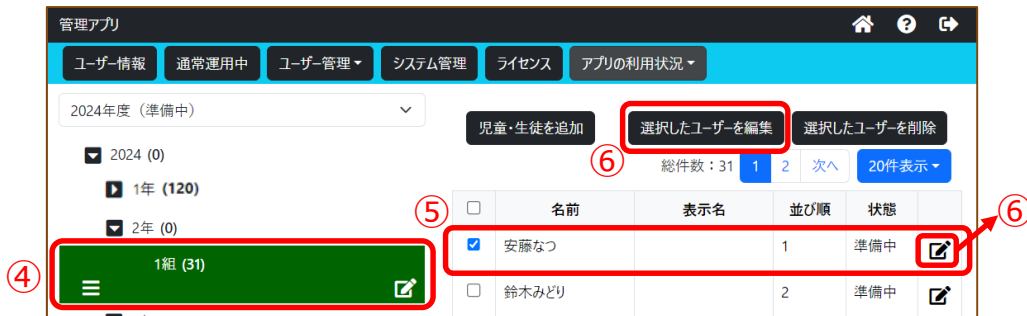 管理アプリ
ユーザー情報 通常運用中 ユーザー管理 システム管理 ライセンス アプリの利用状況
2024年度（準備中）
児童・生徒を追加 選択したユーザーを編集 選択したユーザーを削除
⑥
2024 (0)
総件数：31 1 2 次へ 20件表示
1年 (120)
⑤ 名前 表示名 並び順 状態 ⑥
2年 (0)
安藤なつ 1 準備中
④ 1組 (31)
鈴木みどり 2 準備中